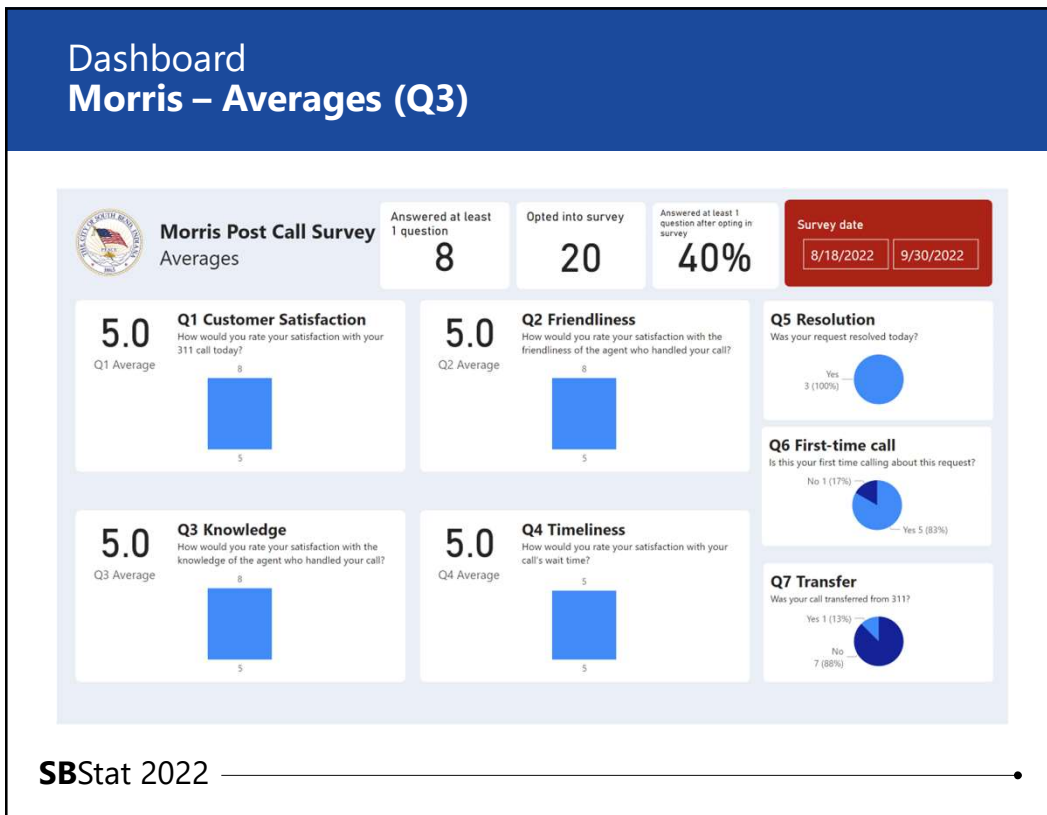 Dashboard
Morris – Averages (Q3)
THE CITY OF SOUTH BEND INDIANA
PEACE
1865
Morris Post Call Survey
Averages
Answered at least
1 question
8
Opted into survey
20
Answered at least 1
question after opting in
survey
40%
Survey date
8/18/2022
9/30/2022
5.0
Q1 Average
Q1 Customer Satisfaction
How would you rate your satisfaction with your
311 call today?
8
5
5.0
Q2 Average
Q2 Friendliness
How would you rate your satisfaction with the
friendliness of the agent who handled your call?
8
5
Q5 Resolution
Was your request resolved today?
Yes
3 (100%)
Q6 First-time call
Is this your first time calling about this request?
No 1 (17%)
Yes 5 (83%)
5.0
Q3 Average
Q3 Knowledge
How would you rate your satisfaction with the
knowledge of the agent who handled your call?
8
5
5.0
Q4 Average
Q4 Timeliness
How would you rate your satisfaction with your
call's wait time?
5
5
Q7 Transfer
Was your call transferred from 311?
Yes 1 (13%)
No
7 (88%)
SBStat 2022